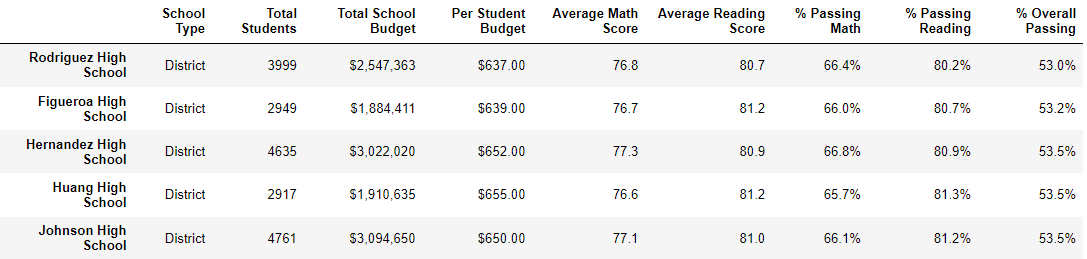 School Type Total Students Total School Budget Per Student Budget Average Math Score Average Reading Score % Passing Math % Passing Reading % Overall Passing
Rodriguez High School District 3999 $2,547,363 $637.00 76.8 80.7 66.4% 80.2% 53.0%
Figueroa High School District 2949 $1,884,411 $639.00 76.7 81.2 66.0% 80.7% 53.2%
Hernandez High School District 4635 $3,022,020 $652.00 77.3 80.9 66.8% 80.9% 53.5%
Huang High School District 2917 $1,910,635 $655.00 76.6 81.2 65.7% 81.3% 53.5%
Johnson High School District 4761 $3,094,650 $650.00 77.1 81.0 66.1% 81.2% 53.5%